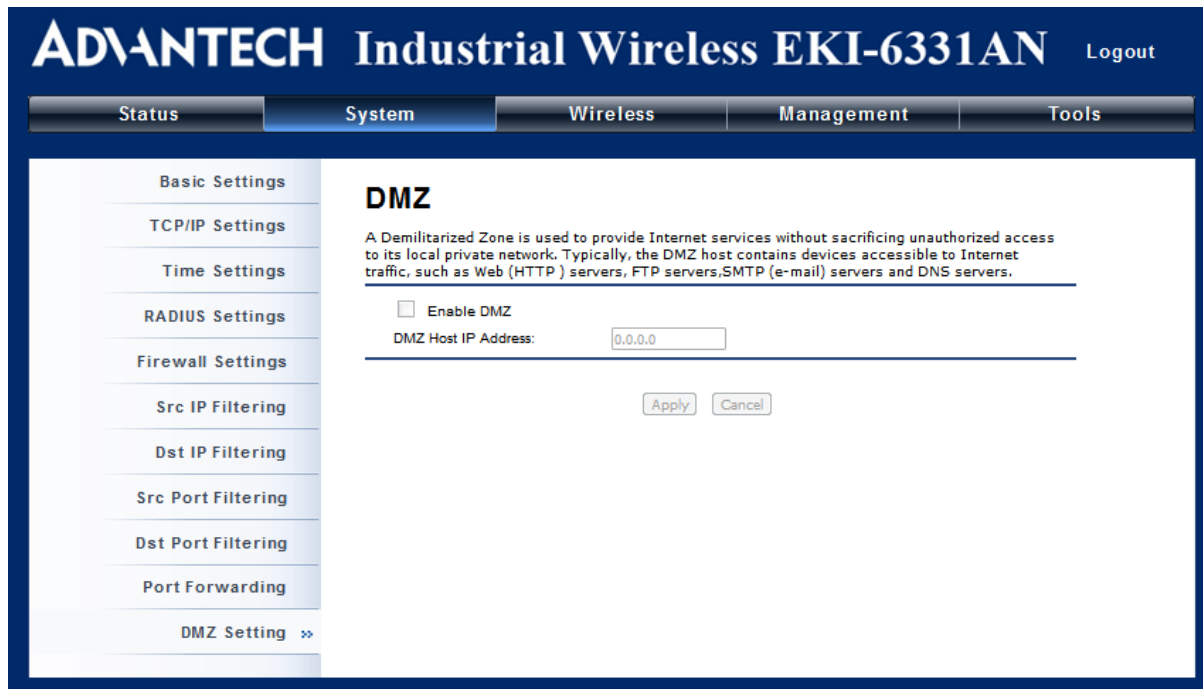 ADVANTECH Industrial Wireless EKI-6331AN Logout
Status System Wireless Management Tools
Basic Settings
TCP/IP Settings
Time Settings
RADIUS Settings
Firewall Settings
Src IP Filtering
Dst IP Filtering
Src Port Filtering
Dst Port Filtering
Port Forwarding
DMZ Setting »
DMZ
A Demilitarized Zone is used to provide Internet services without sacrificing unauthorized access
to its local private network. Typically, the DMZ host contains devices accessible to Internet
traffic, such as Web (HTTP ) servers, FTP servers,SMTP (e-mail) servers and DNS servers.
Enable DMZ
DMZ Host IP Address: 0.0.0.0
Apply Cancel